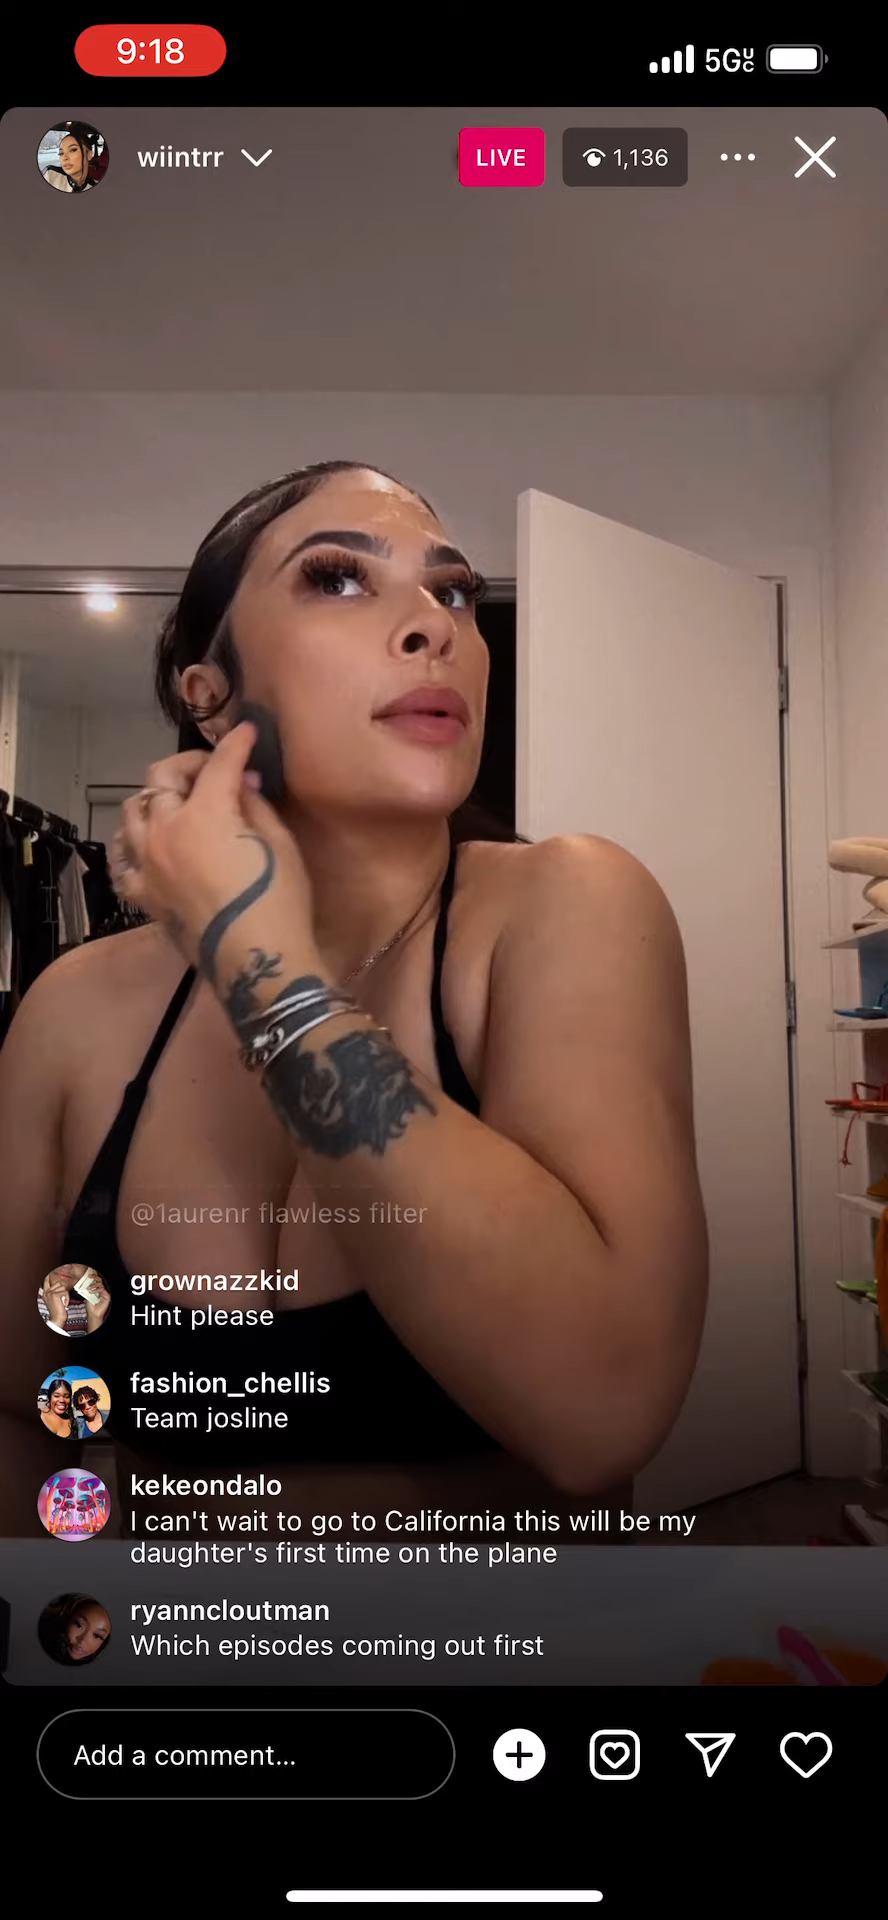 9:18
5GUC
wiintrr
LIVE
1,136
@1aurenr flawless filter
grownazzkid
Hint please
fashion_chellis
Team josline
kekeondalo
I can't wait to go to California this will be my
daughter's first time on the plane
ryanncloutman
Which episodes coming out first
Add a comment...